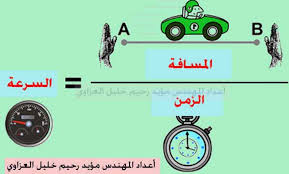 A B
المسافة
السرعة =
أعداد المهندس مؤيد رحيم خليل العزاوي
الزمن
أعداد المهندس مؤيد رحيم خليل العزاوي